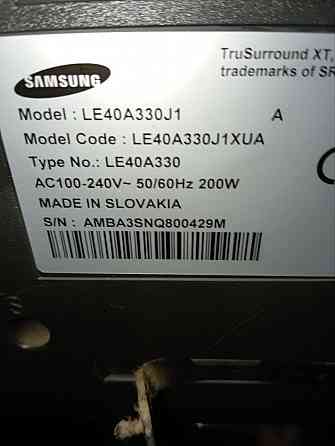 TruSurround XT,
trademarks of SR
SAMSUNG
Model : LE40A330J1 A
Model Code : LE40A330J1XUA
Type No.: LE40A330
AC100-240V~ 50/60Hz 200W
MADE IN SLOVAKIA
S/N : AMBA3SNQ800429M